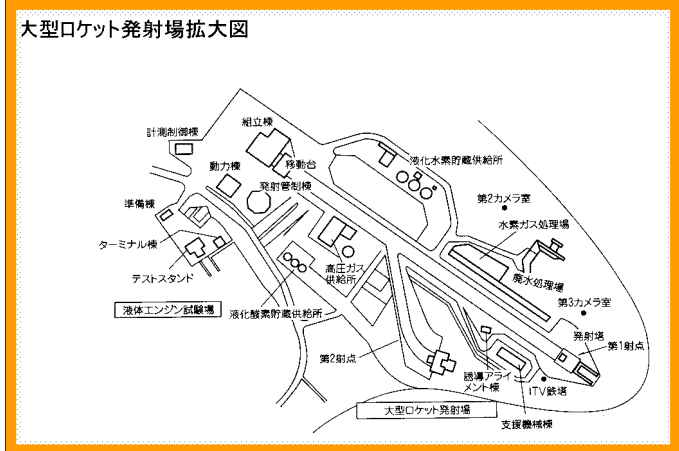 大型ロケット発射場拡大図
組立棟
計測制御棟
移動台
液化水素貯蔵供給所
動力棟
発射管制棟
第2カメラ室
準備棟
水素ガス処理場
ターミナル棟
高圧ガス
供給所
廃水処理場
テストスタンド
第3カメラ室
液体エンジン試験場
液化酸素貯蔵供給所
発射塔
第1射点
第2射点
誘導アライ
メント棟
ITV鉄塔
大型ロケット発射場
支援機械棟